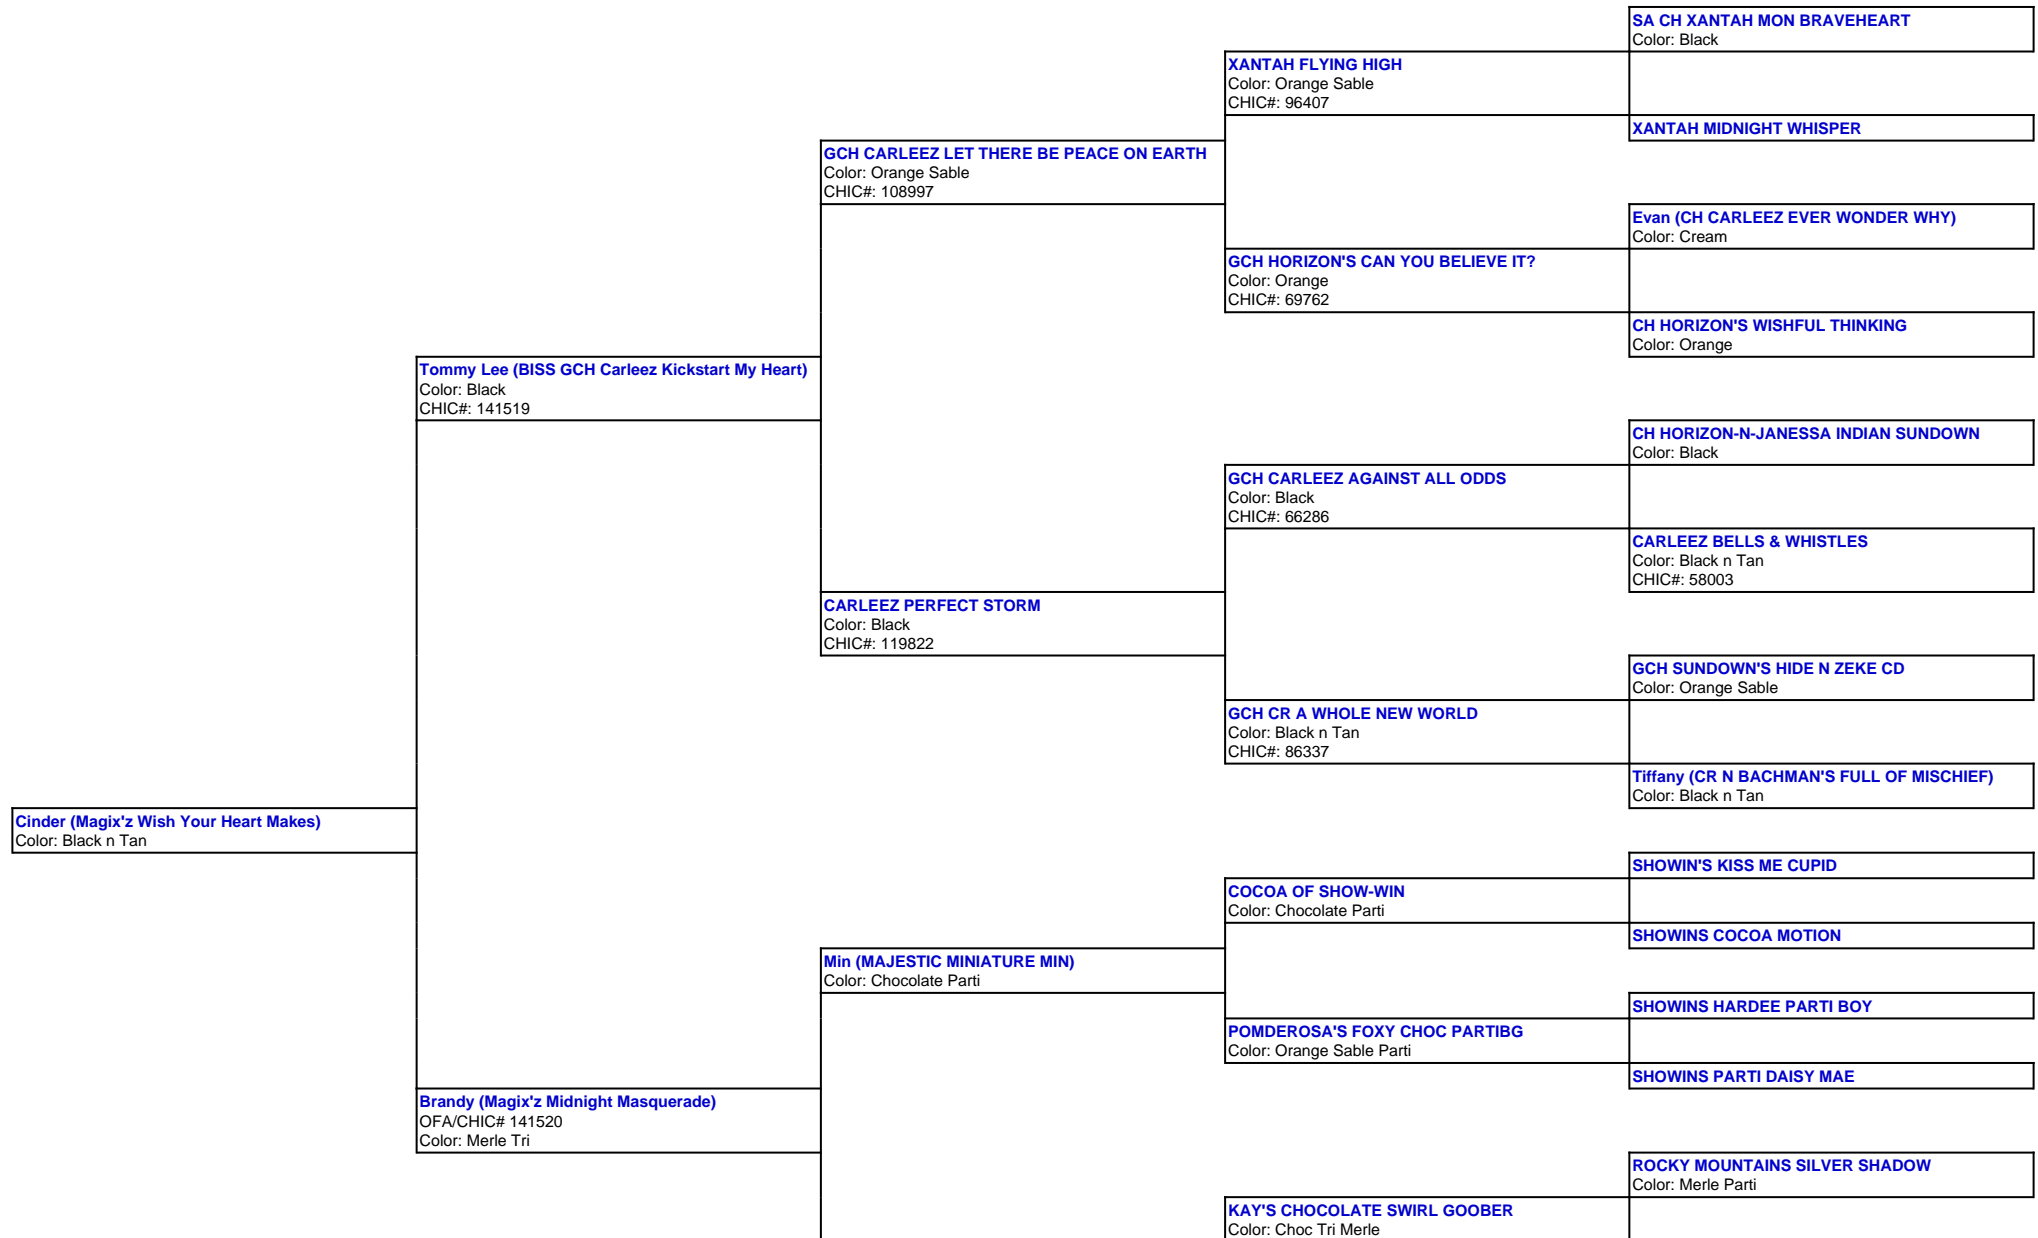 SA CH XANTAH MON BRAVEHEART
Color: Black
XANTAH FLYING HIGH
Color: Orange Sable
CHIC#: 96407
XANTAH MIDNIGHT WHISPER
GCH CARLEEZ LET THERE BE PEACE ON EARTH
Color: Orange Sable
CHIC#: 108997
Evan (CH CARLEEZ EVER WONDER WHY)
Color: Cream
GCH HORIZON'S CAN YOU BELIEVE IT?
Color: Orange
CHIC#: 69762
CH HORIZON'S WISHFUL THINKING
Color: Orange
Tommy Lee (BISS GCH Carleez Kickstart My Heart)
Color: Black
CHIC#: 141519
CH HORIZON-N-JANESSA INDIAN SUNDOWN
Color: Black
GCH CARLEEZ AGAINST ALL ODDS
Color: Black
CHIC#: 66286
CARLEEZ BELLS & WHISTLES
Color: Black n Tan
CHIC#: 58003
CARLEEZ PERFECT STORM
Color: Black
CHIC#: 119822
GCH SUNDOWN'S HIDE N ZEKE CD
Color: Orange Sable
GCH CR A WHOLE NEW WORLD
Color: Black n Tan
CHIC#: 86337
Tiffany (CR N BACHMAN'S FULL OF MISCHIEF)
Color: Black n Tan
Cinder (Magix'z Wish Your Heart Makes)
Color: Black n Tan
SHOWIN'S KISS ME CUPID
COCOA OF SHOW-WIN
Color: Chocolate Parti
SHOWINS COCOA MOTION
Min (MAJESTIC MINIATURE MIN)
Color: Chocolate Parti
SHOWINS HARDEE PARTI BOY
POMDEROSA'S FOXY CHOC PARTIBG
Color: Orange Sable Parti
SHOWINS PARTI DAISY MAE
Brandy (Magix'z Midnight Masquerade)
OFA/CHIC# 141520
Color: Merle Tri
ROCKY MOUNTAINS SILVER SHADOW
Color: Merle Parti
KAY'S CHOCOLATE SWIRL GOOBER
Color: Choc Tri Merle